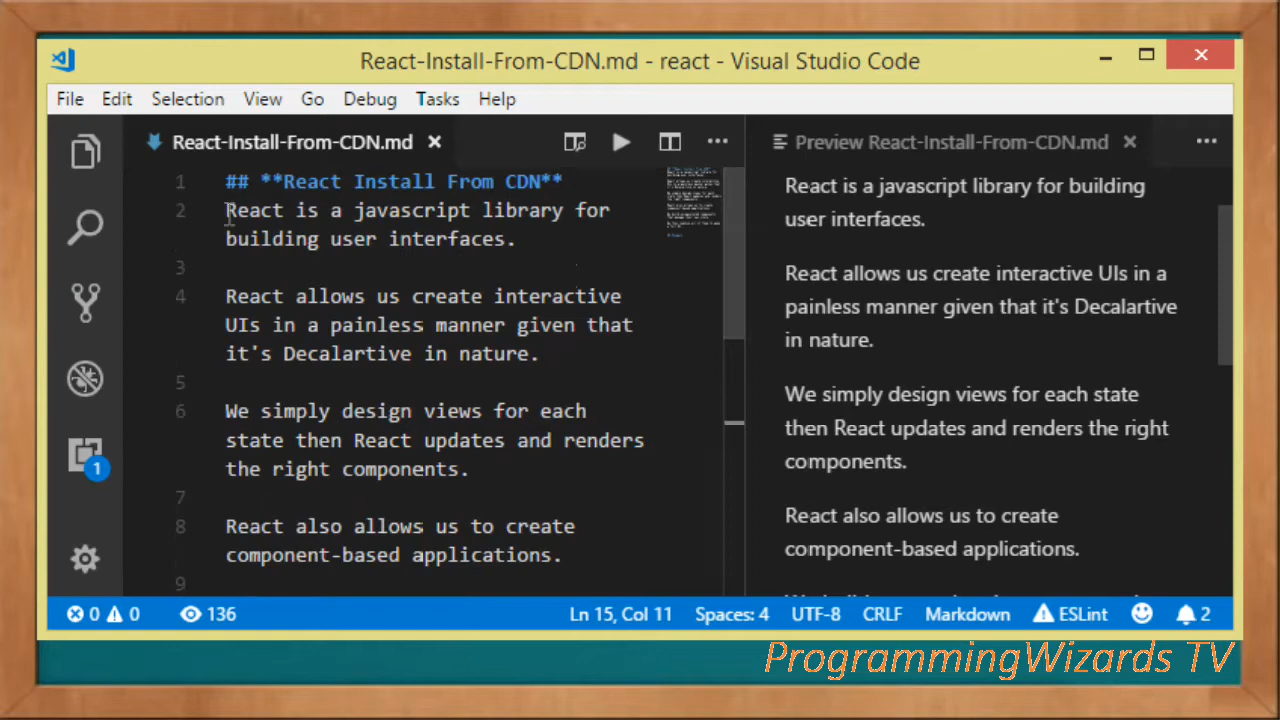 React-Install-From-CDN.md - react - Visual Studio Code
File Edit Selection View Go Debug Tasks Help
React-Install-From-CDN.md
1 ## **React Install From CDN**
2 React is a javascript library for
building user interfaces.
3
4 React allows us create interactive
UIs in a painless manner given that
it's Decalartive in nature.
5
6 We simply design views for each
state then React updates and renders
the right components.
7
8 React also allows us to create
component-based applications.
9
Preview React-Install-From-CDN.md
React is a javascript library for building
user interfaces.
React allows us create interactive UIs in a
painless manner given that it's Decalartive
in nature.
We simply design views for each state
then React updates and renders the right
components.
React also allows us to create
component-based applications.
1
0 0 136 Ln 15, Col 11 Spaces: 4 UTF-8 CRLF Markdown ESLint 2
ProgrammingWizards TV